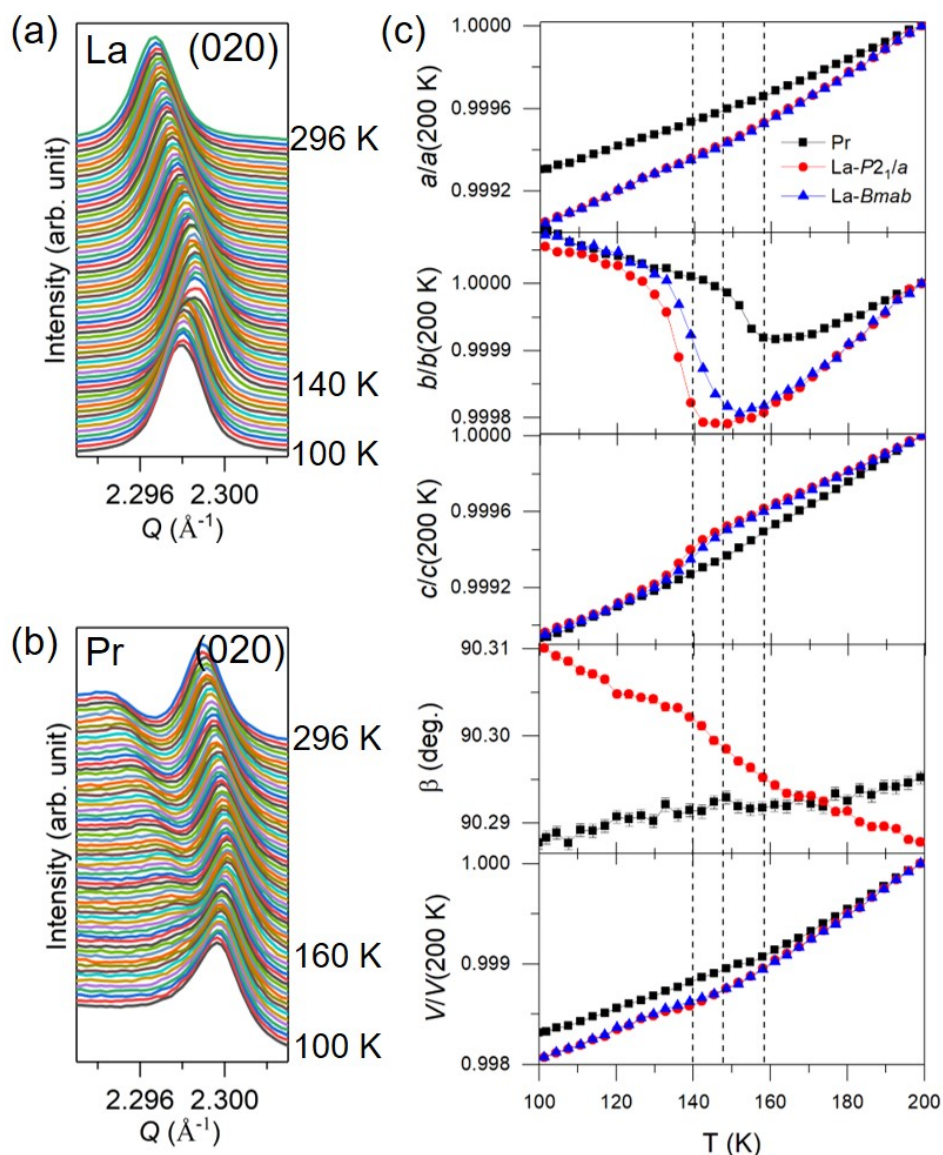 (a)
La (020)
296 K
140 K
100 K
Intensity (arb. unit)
2.296 2.300
Q (Å⁻¹)
(b)
Pr (020)
296 K
160 K
100 K
Intensity (arb. unit)
2.296 2.300
Q (Å⁻¹)
(c)
1.0000
0.9996
0.9992
a/a(200 K)
Pr
La-P2₁/a
La-Bmab
1.0000
0.9999
0.9998
b/b(200 K)
1.0000
0.9996
0.9992
c/c(200 K)
90.31
90.30
90.29
β (deg.)
1.000
0.999
0.998
V/V(200 K)
100 120 140 160 180 200
T (K)